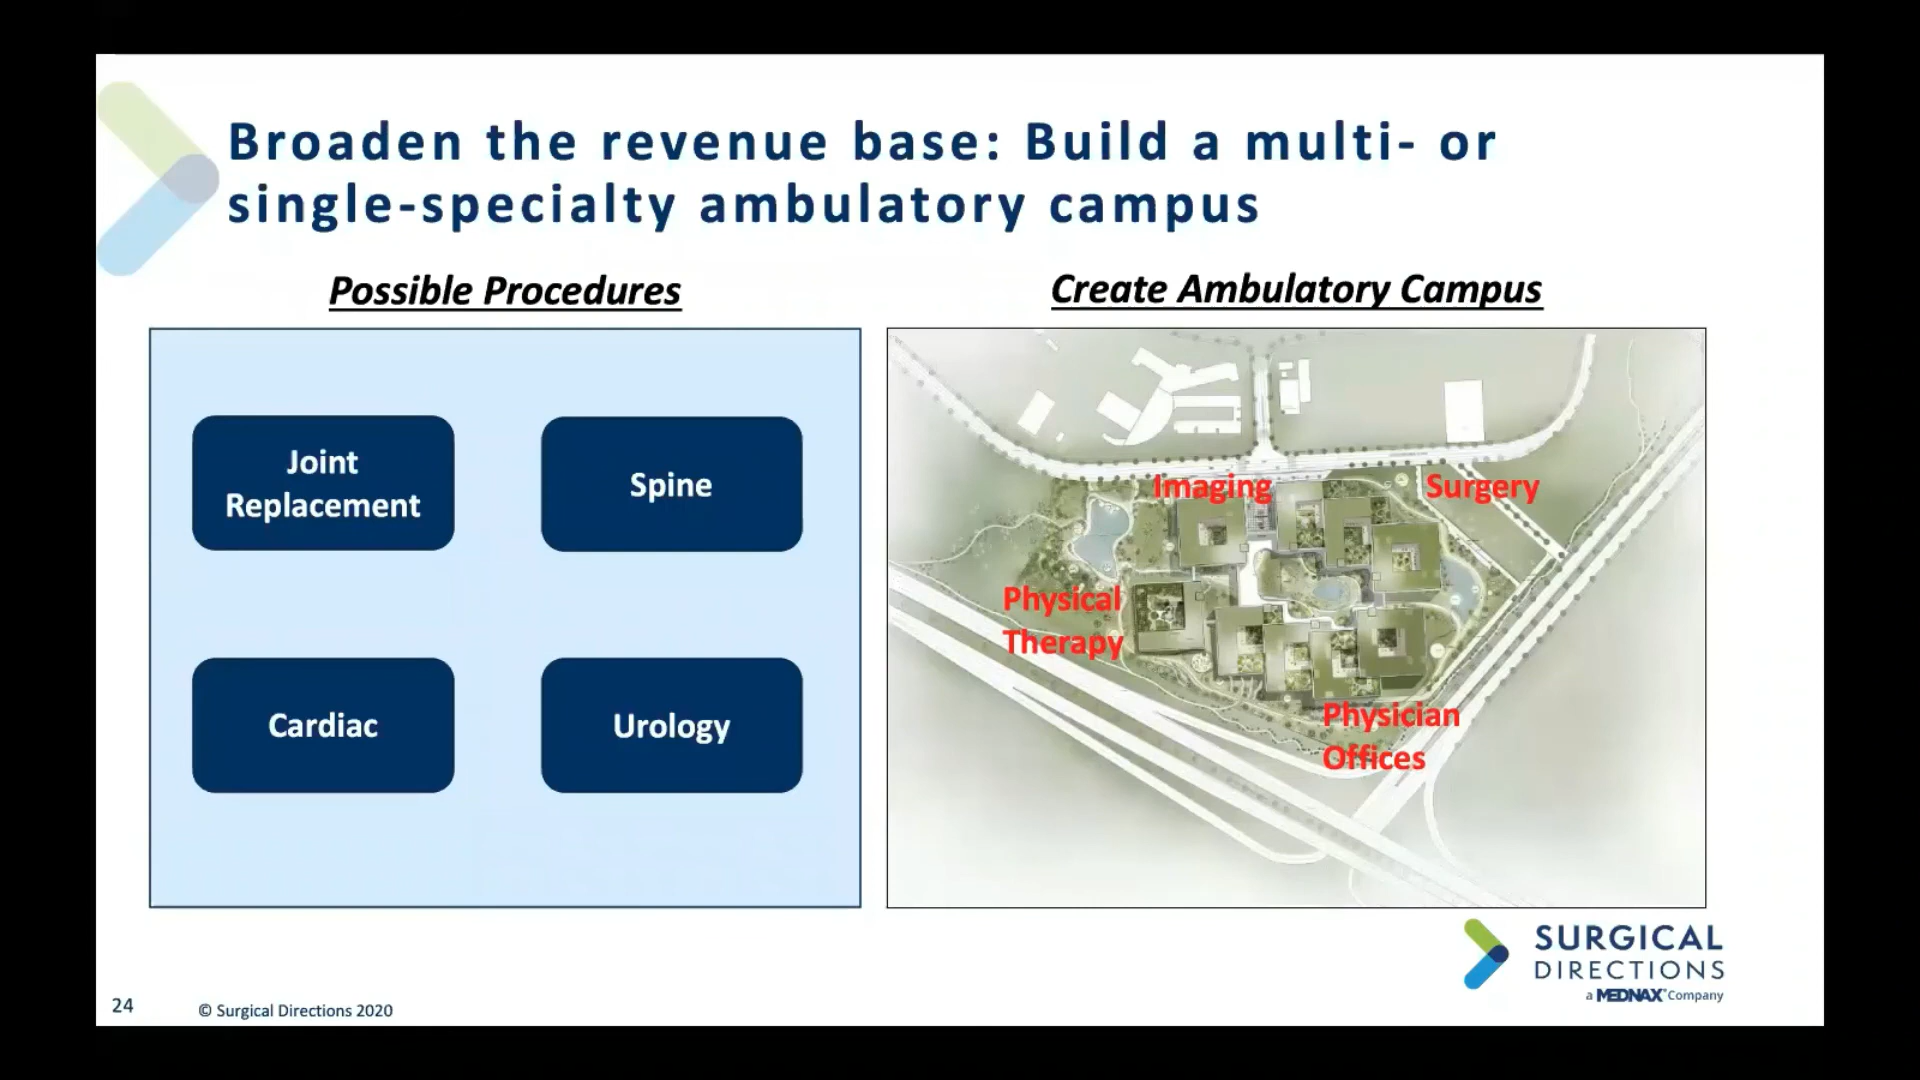 Broaden the revenue base: Build a multi- or
single-specialty ambulatory campus
Possible Procedures
Joint
Replacement
Spine
Cardiac
Urology
Create Ambulatory Campus
Imaging
Surgery
Physical
Therapy
Physician
Offices
SURGICAL
DIRECTIONS
a MEDNAX® Company
24
© Surgical Directions 2020